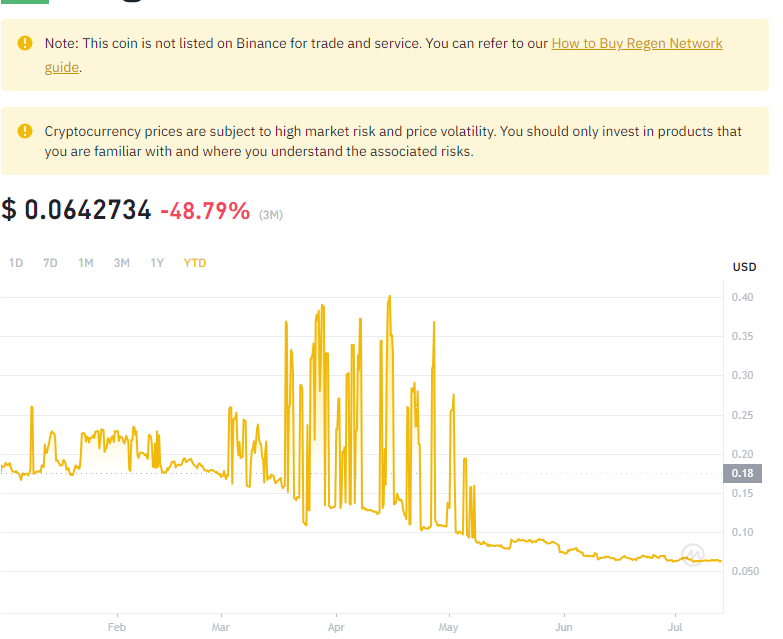 Note: This coin is not listed on Binance for trade and service. You can refer to our How to Buy Regen Network
guide.
Cryptocurrency prices are subject to high market risk and price volatility. You should only invest in products that
you are familiar with and where you understand the associated risks.
$ 0.0642734 -48.79% (3M)
1D 7D 1M 3M 1Y YTD
USD
0.40
0.35
0.30
0.25
0.20
0.18
0.15
0.10
0.050
Feb Mar Apr May Jun Jul